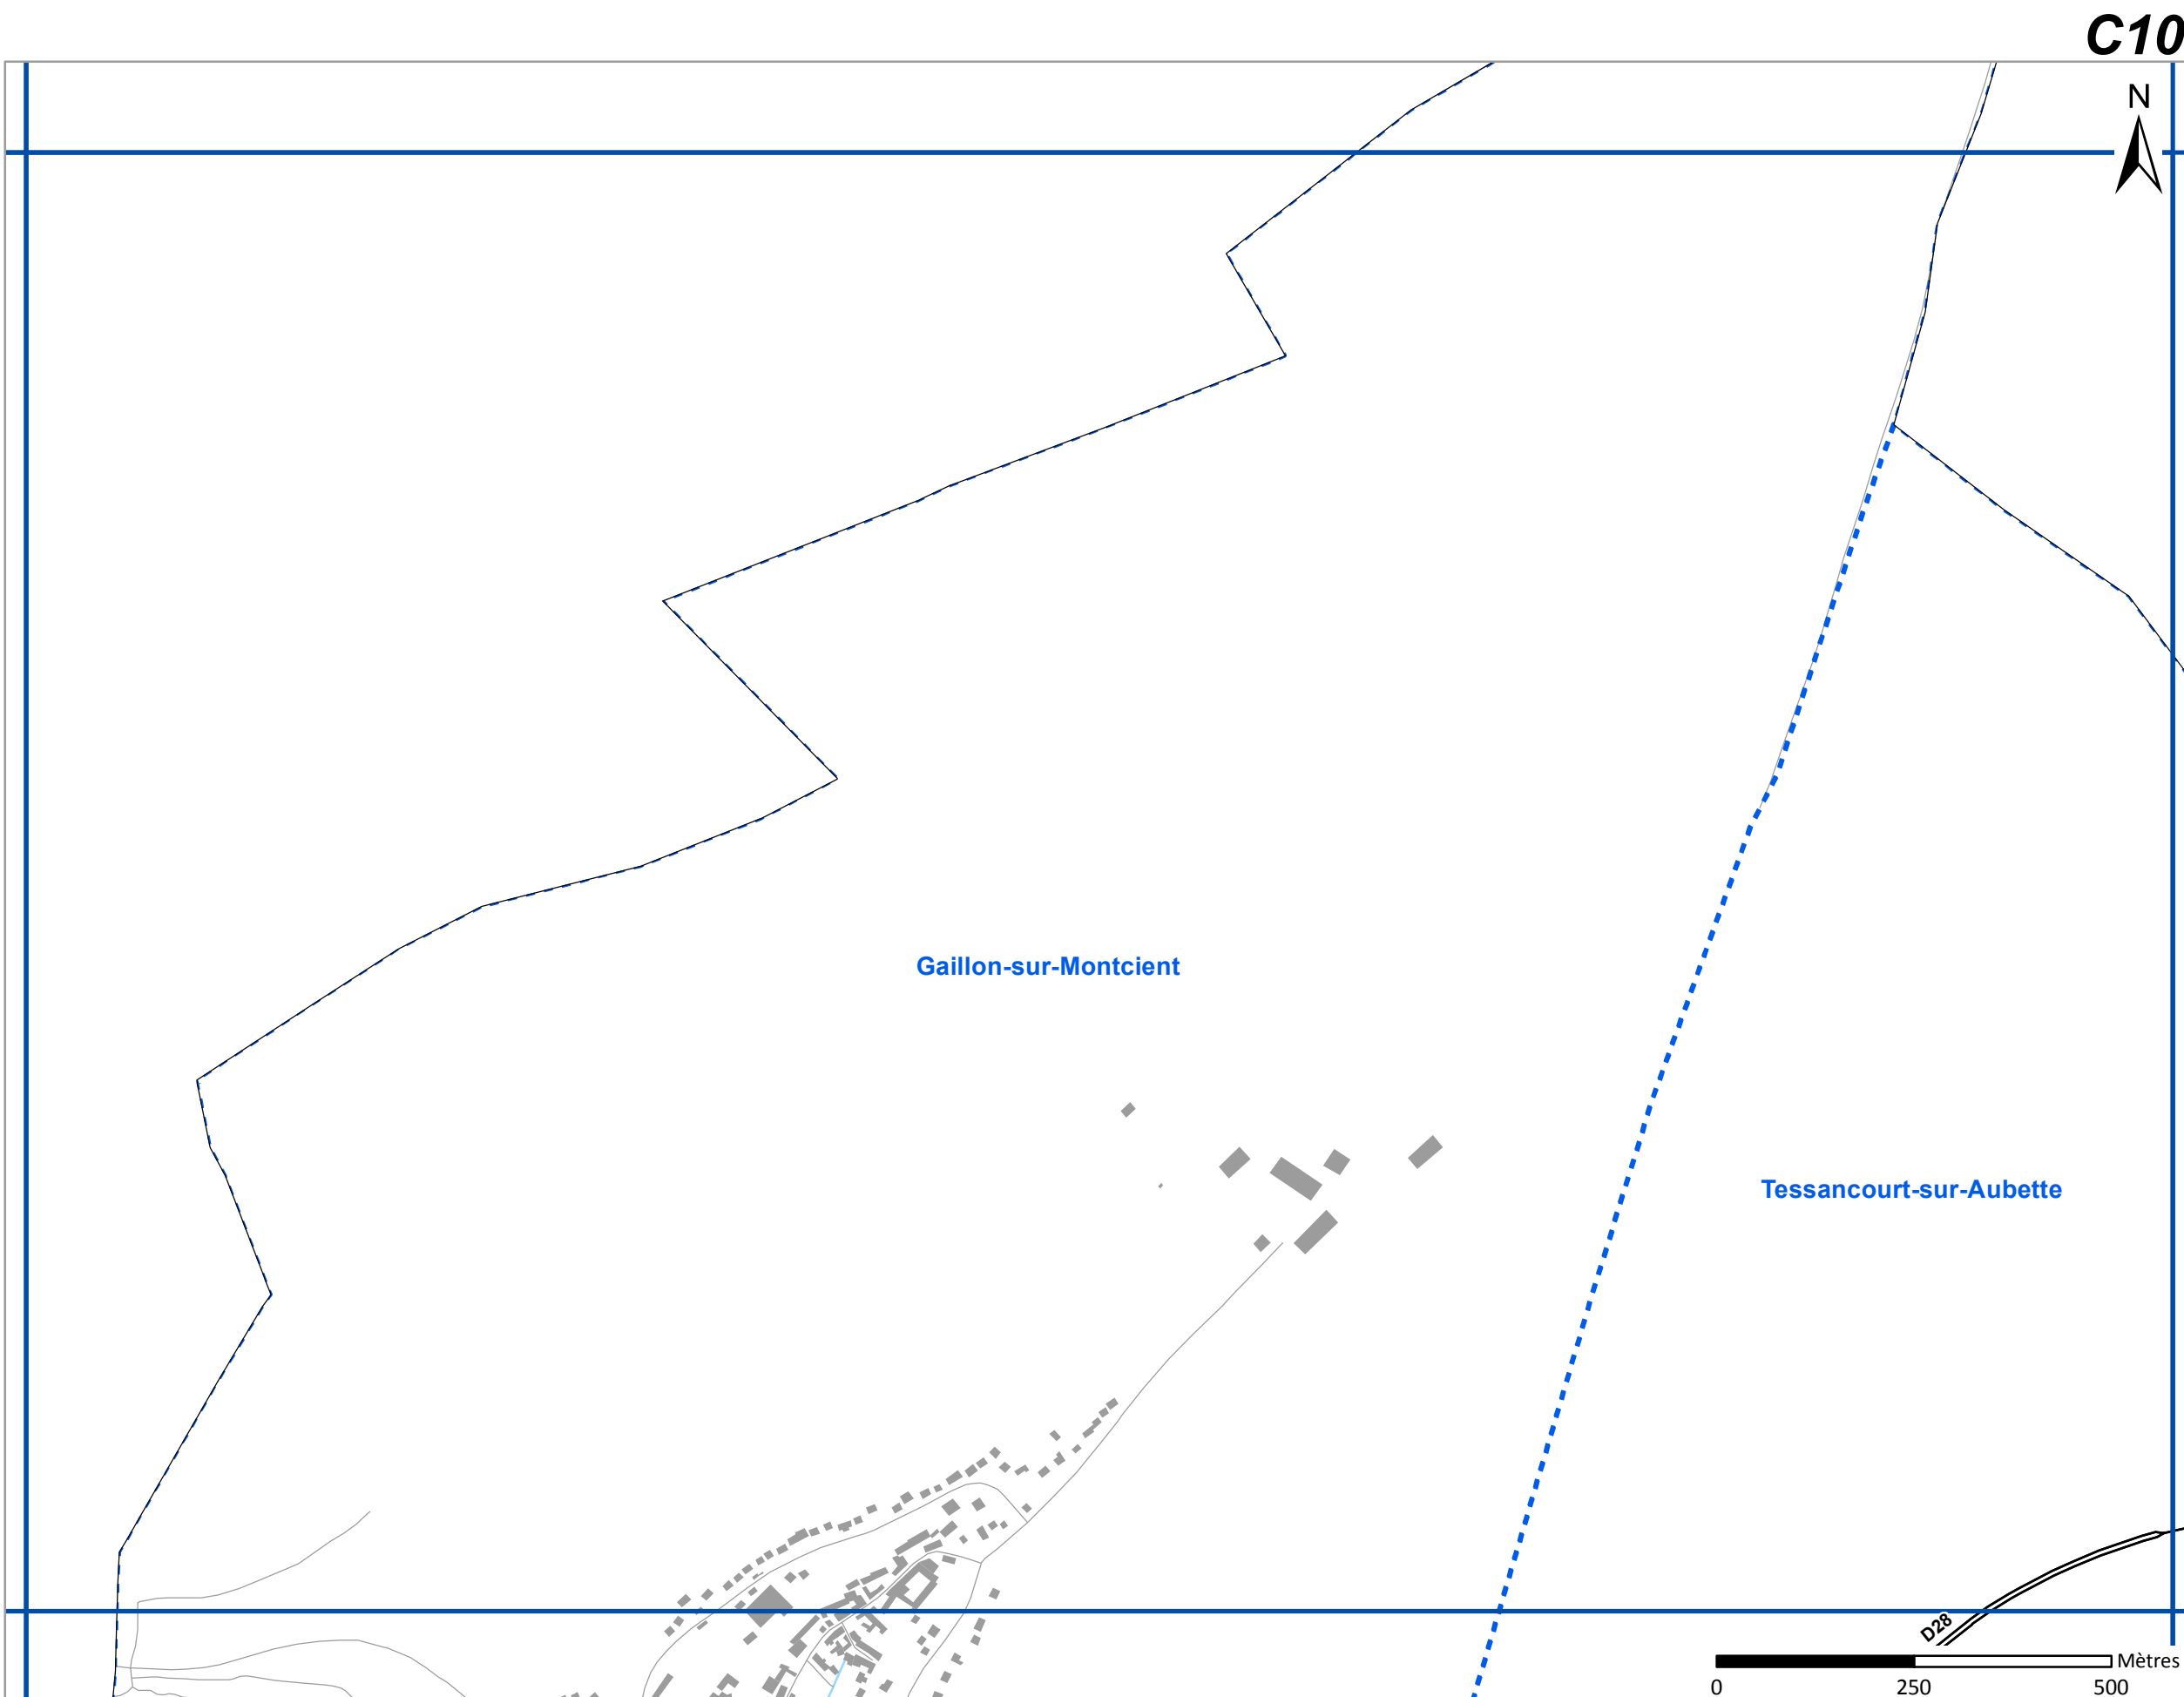 C10
N
Gaillon-sur-Montcient
Tessancourt-sur-Aubette
D28
Mètres
0 250 500